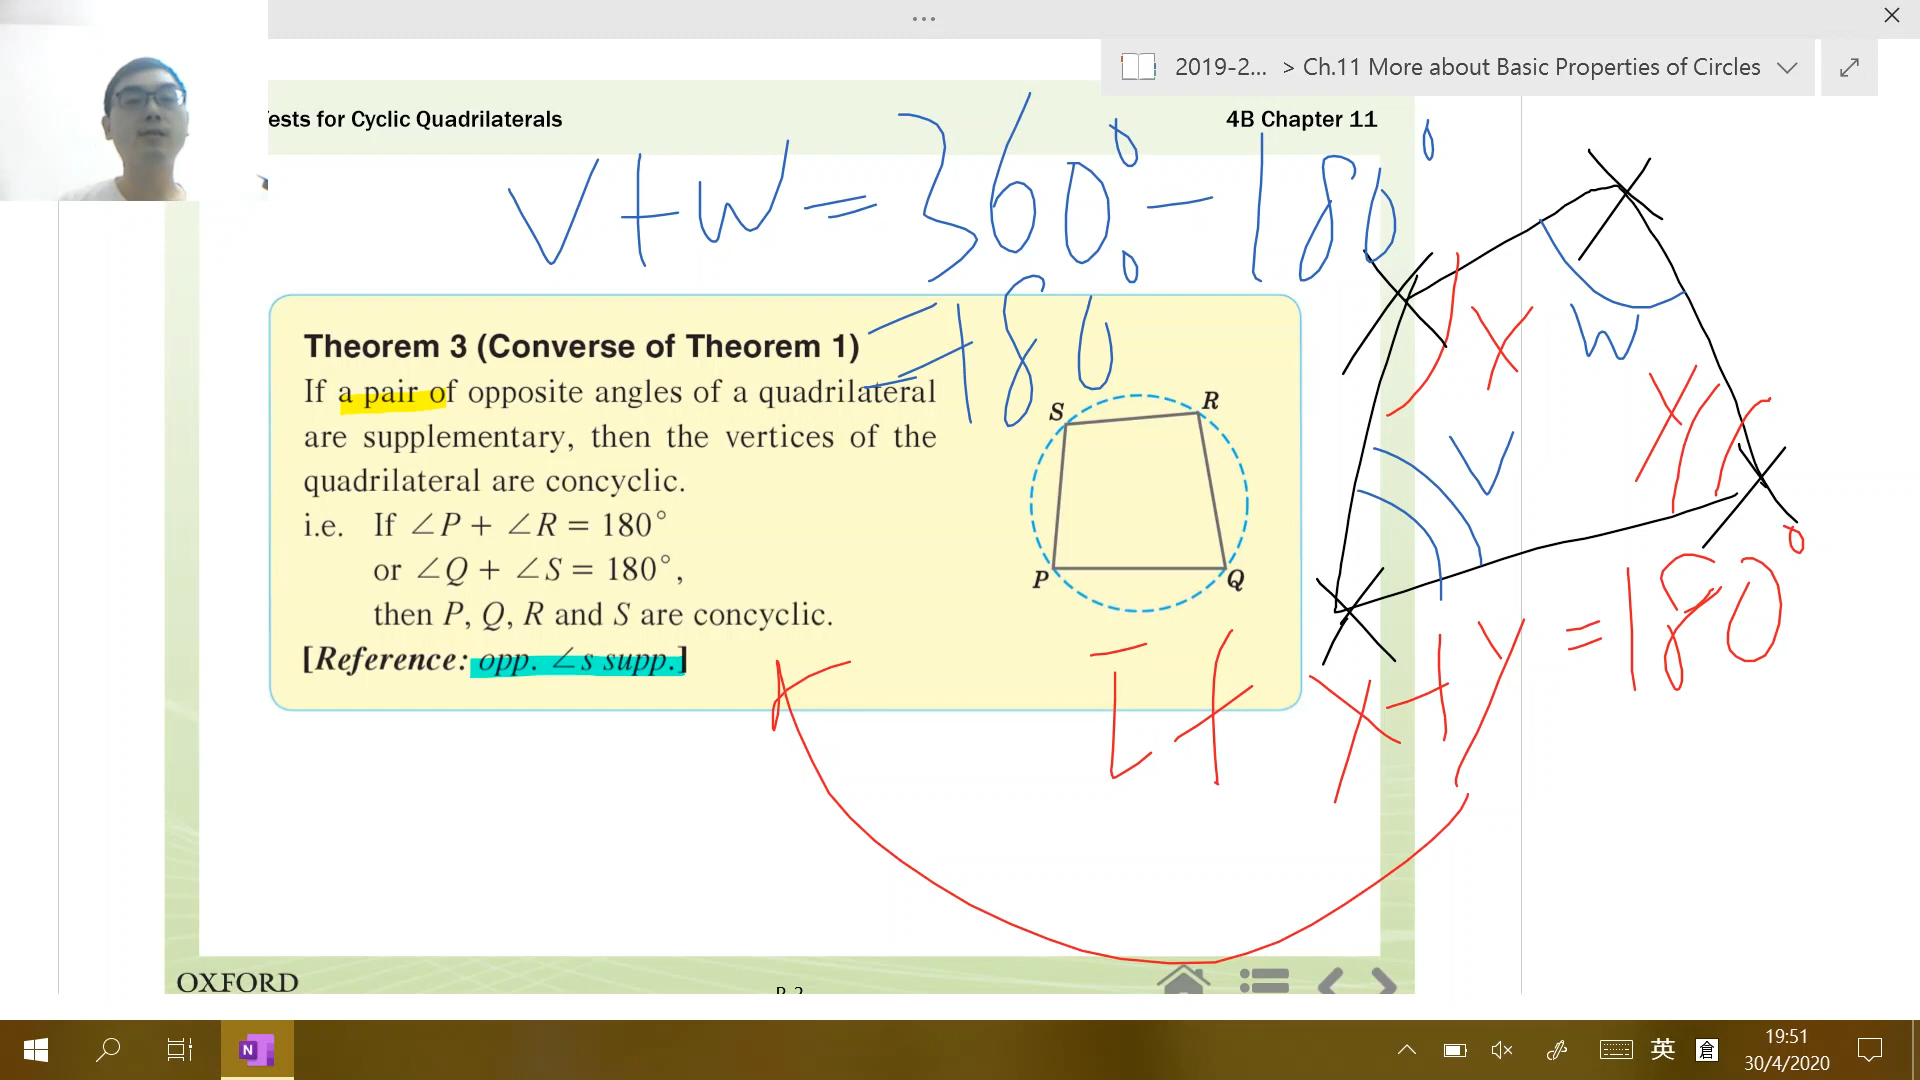 2019-2... > Ch.11 More about Basic Properties of Circles
ests for Cyclic Quadrilaterals
4B Chapter 11
v+w=360°-180°
=180°
Theorem 3 (Converse of Theorem 1)
If a pair of opposite angles of a quadrilateral
are supplementary, then the vertices of the
quadrilateral are concyclic.
i.e. If ∠P + ∠R = 180°
or ∠Q + ∠S = 180°,
then P, Q, R and S are concyclic.
[Reference: opp. ∠s supp.]
S
R
P
Q
x
w
y
v
If x+y=180°
OXFORD
P. 2
N
英
倉
19:51
30/4/2020